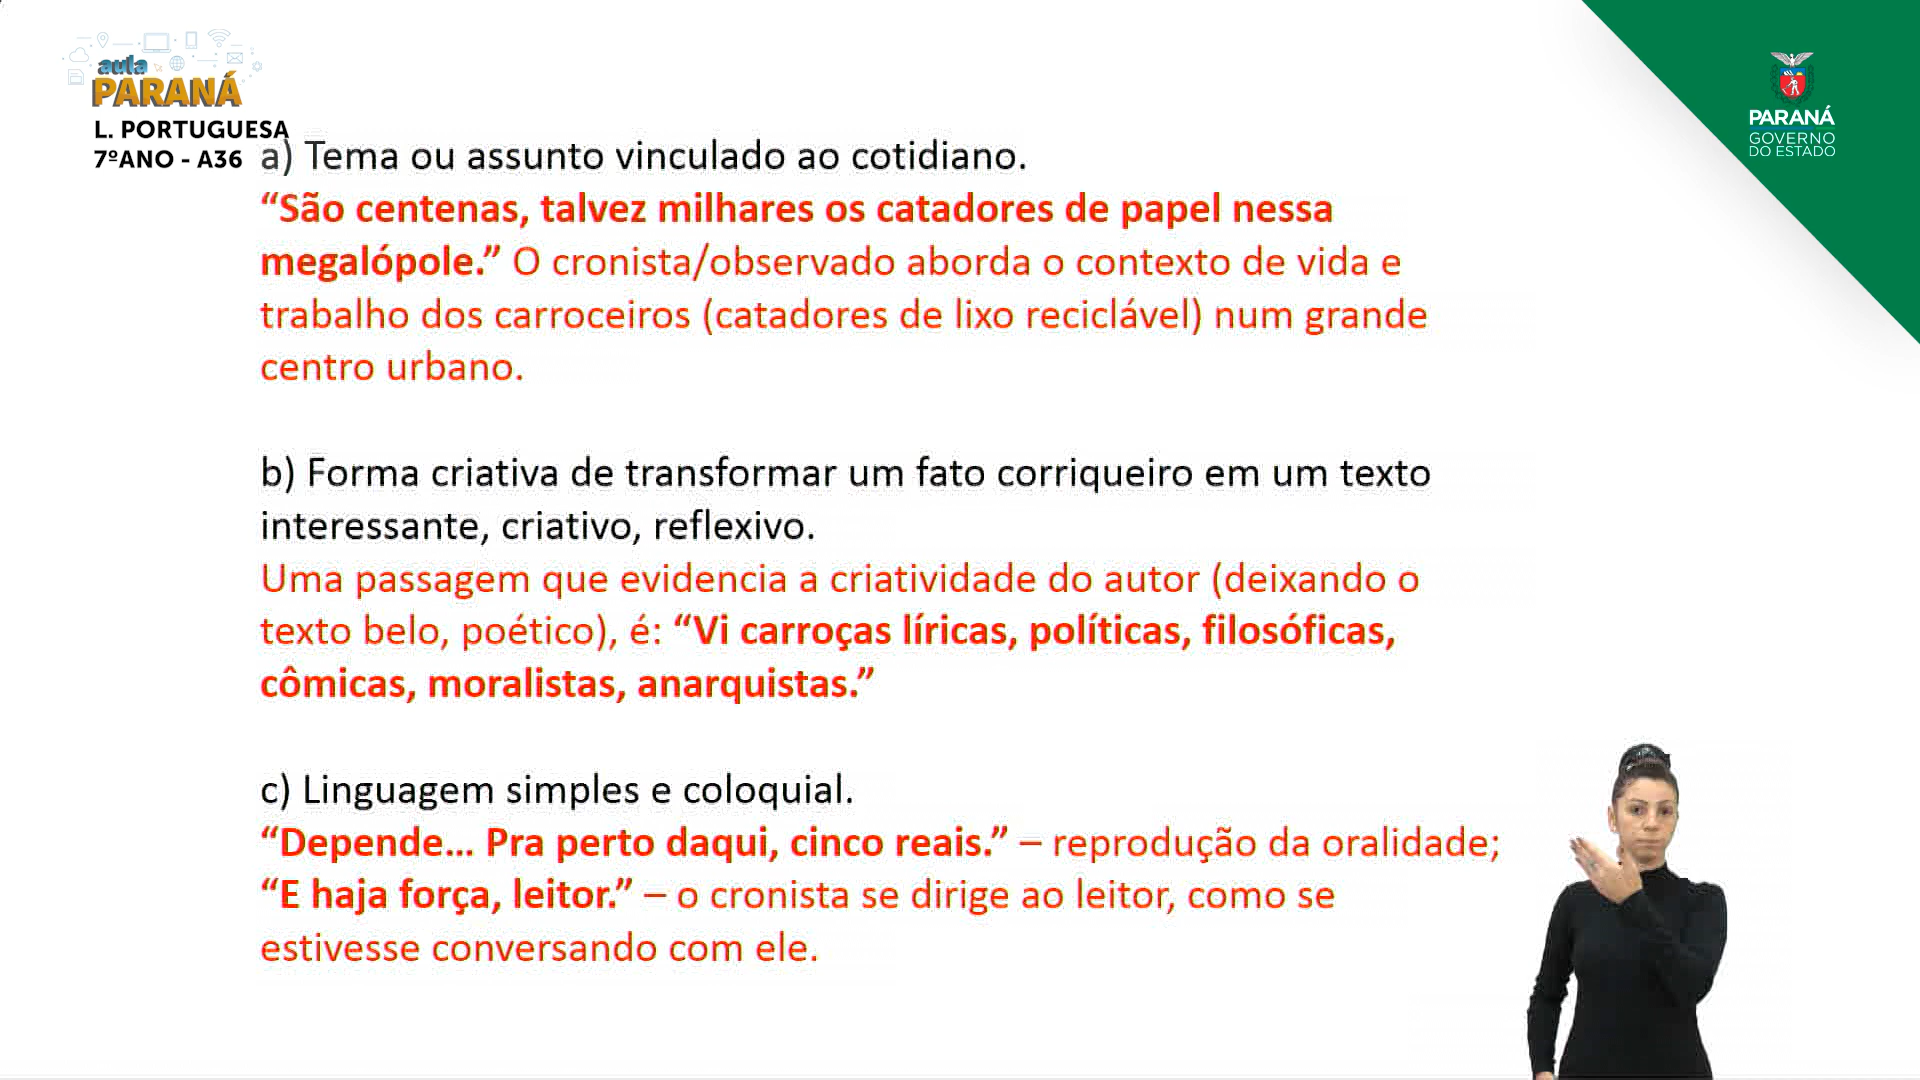 aula
PARANÁ
L. PORTUGUESA
7ºANO - A36
PARANÁ
GOVERNO
DO ESTADO
a) Tema ou assunto vinculado ao cotidiano.
“São centenas, talvez milhares os catadores de papel nessa
megalópole.” O cronista/observado aborda o contexto de vida e
trabalho dos carroceiros (catadores de lixo reciclável) num grande
centro urbano.
b) Forma criativa de transformar um fato corriqueiro em um texto
interessante, criativo, reflexivo.
Uma passagem que evidencia a criatividade do autor (deixando o
texto belo, poético), é: “Vi carroças líricas, políticas, filosóficas,
cômicas, moralistas, anarquistas.”
c) Linguagem simples e coloquial.
“Depende... Pra perto daqui, cinco reais.” – reprodução da oralidade;
“E haja força, leitor.” – o cronista se dirige ao leitor, como se
estivesse conversando com ele.